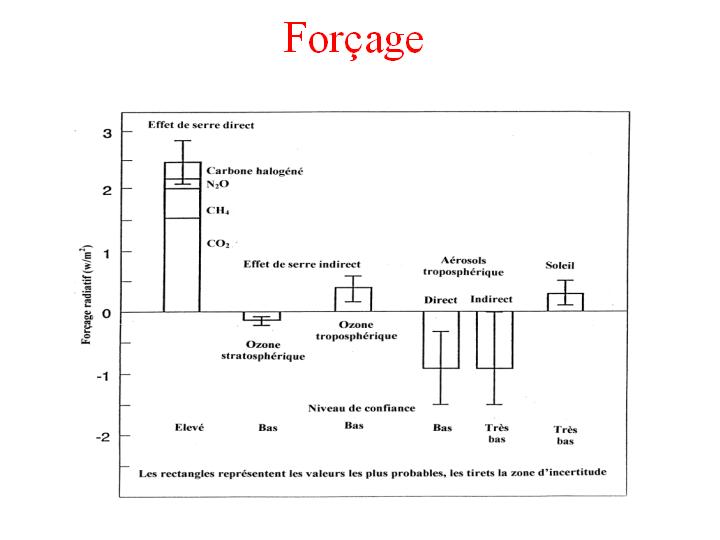 Forçage
Effet de serre direct
3
Carbone halogéné
N₂O
2
CH₄
CO₂
1
Effet de serre indirect
Aérosols
troposphérique
Soleil
Direct
Indirect
Forçage radiatif (w/m²)
0
Ozone
troposphérique
Ozone
stratosphérique
-1
Niveau de confiance
Elevé
Bas
Bas
Bas
Très
bas
Très
bas
-2
Les rectangles représentent les valeurs les plus probables, les tirets la zone d'incertitude